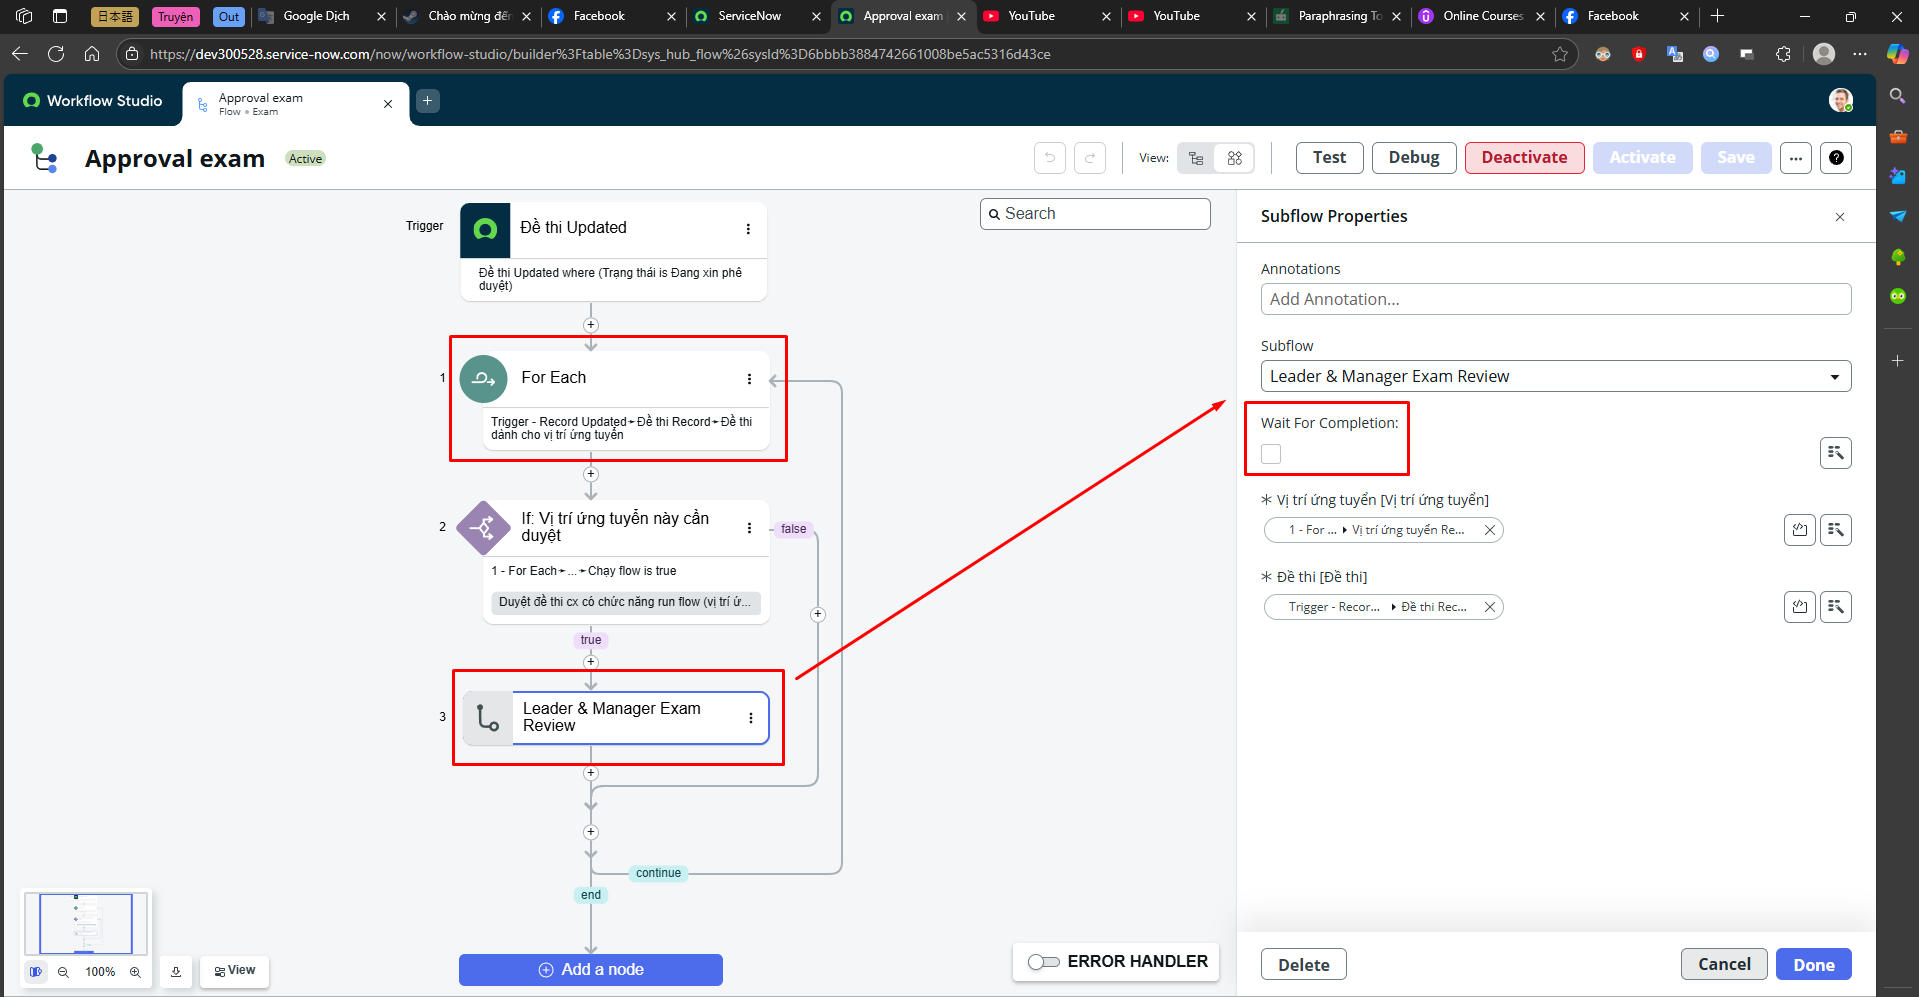 日本語
Truyện
Out
Google Dịch
Chào mừng đến
Facebook
ServiceNow
Approval exam
YouTube
YouTube
Paraphrasing To
Online Courses
Facebook
https://dev300528.service-now.com/now/workflow-studio/builder%3Ftable%3Dsys_hub_flow%26sysId%3D6bbbb3884742661008be5ac5316d43ce
Workflow Studio
Approval exam
Flow • Exam
Approval exam
Active
View:
Test
Debug
Deactivate
Activate
Save
Search
Trigger
Đề thi Updated
Đề thi Updated where (Trạng thái is Đang xin phê
duyệt)
1
For Each
Trigger - Record Updated➛Đề thi Record➛Đề thi
dành cho vị trí ứng tuyển
2
If: Vị trí ứng tuyển này cần
duyệt
false
1 - For Each➛...➛Chạy flow is true
Duyệt đề thi cx có chức năng run flow (vị trí ứ...
true
3
Leader & Manager Exam
Review
continue
end
Add a node
100%
View
ERROR HANDLER
Subflow Properties
Annotations
Add Annotation...
Subflow
Leader & Manager Exam Review
Wait For Completion:
* Vị trí ứng tuyển [Vị trí ứng tuyển]
1 - For ... ▸ Vị trí ứng tuyển Re...
* Đề thi [Đề thi]
Trigger - Recor... ▸ Đề thi Rec...
Delete
Cancel
Done